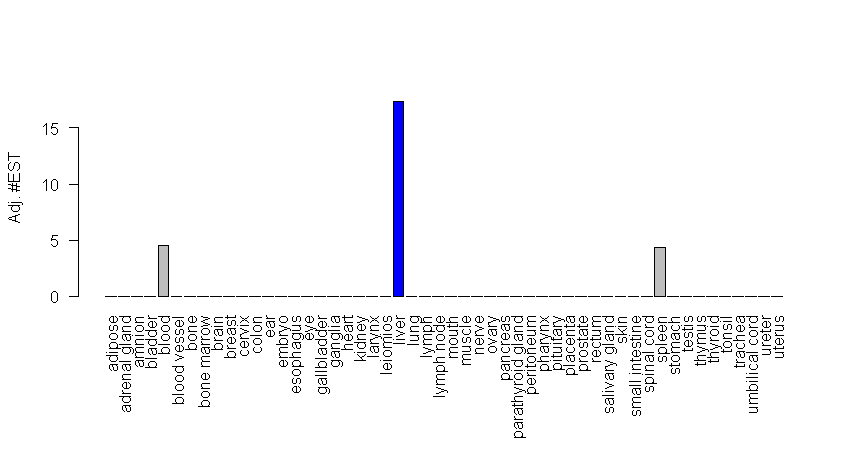 Adj. #EST
15
10
5
0
adipose
adrenal gland
amnion
bladder
blood
blood vessel
bone
bone marrow
brain
breast
cervix
colon
ear
embryo
esophagus
eye
gallbladder
ganglia
heart
kidney
larynx
leiomios
liver
lung
lymph
lymph node
mouth
muscle
nerve
ovary
pancreas
parathyroid gland
peritoneum
pharynx
pituitary
placenta
prostate
rectum
salivary gland
skin
small intestine
spinal cord
spleen
stomach
testis
thymus
thyroid
tonsil
trachea
umbilical cord
ureter
uterus